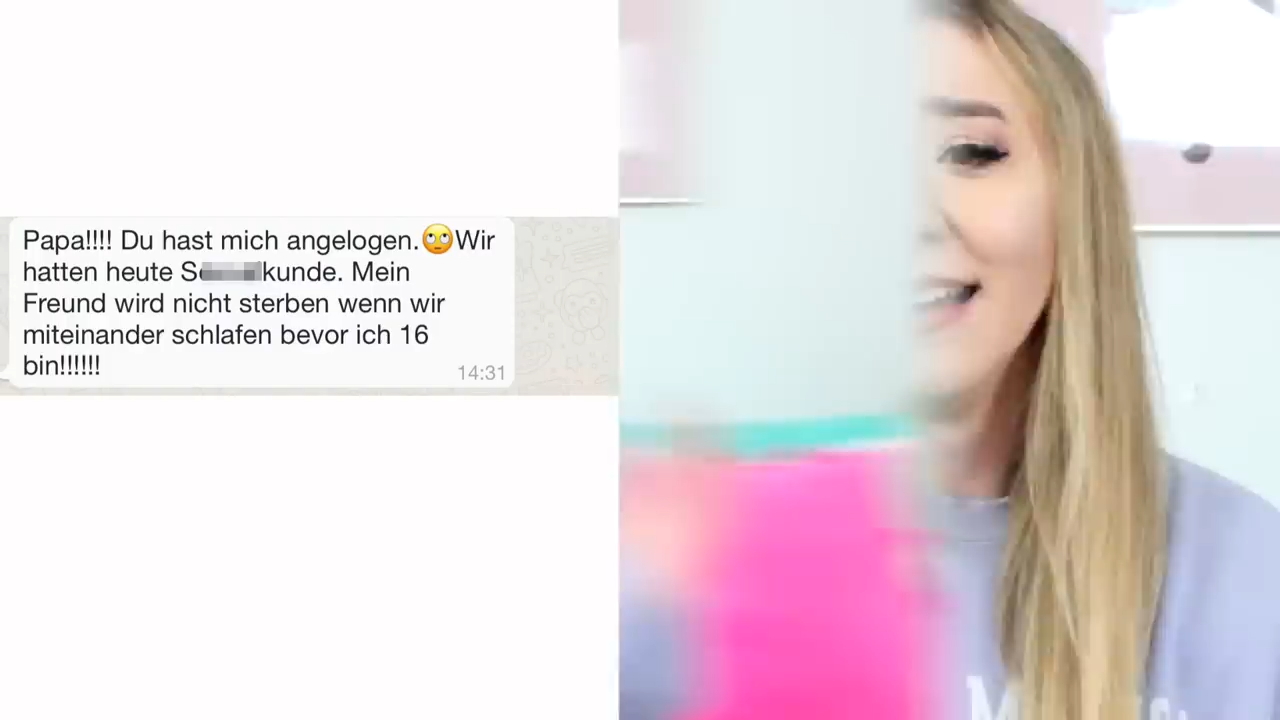 Papa!!!! Du hast mich angelogen.🙄Wir
hatten heute Mein
Freund wird nicht sterben wenn wir
miteinander schlafen bevor ich 16
bin!!!!!!
14:31